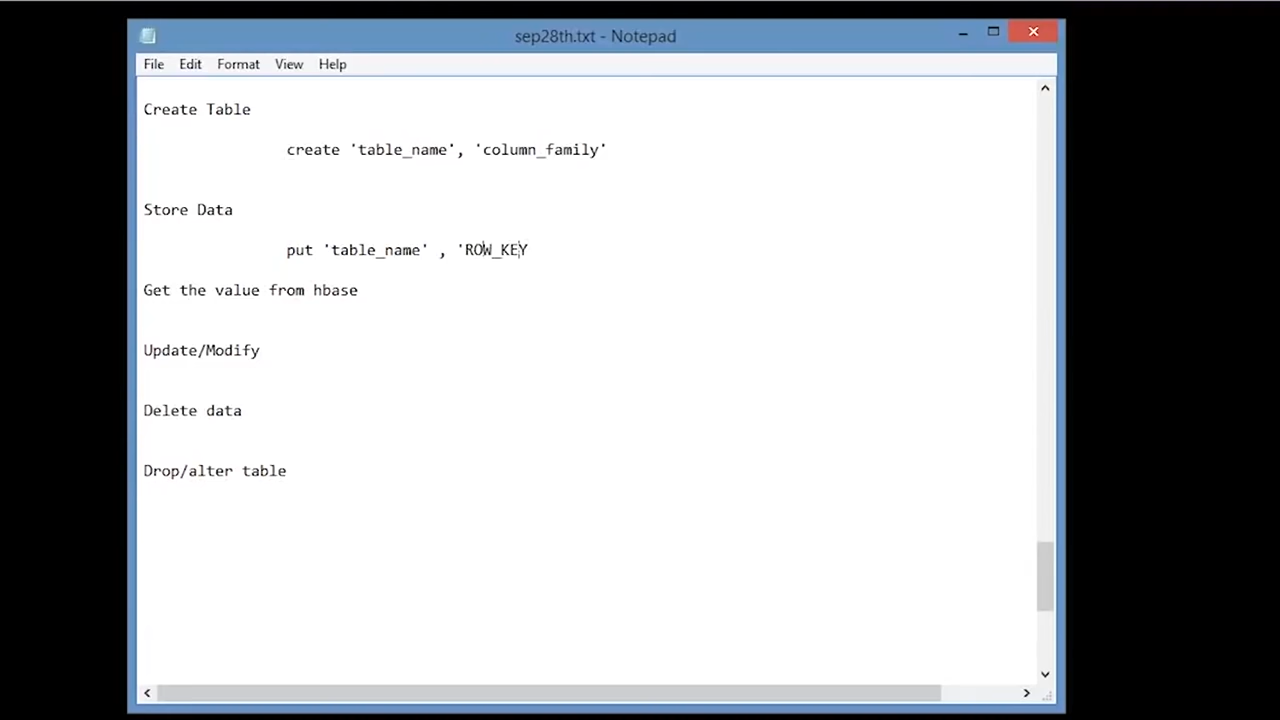 sep28th.txt - Notepad
File Edit Format View Help
Create Table
create 'table_name', 'column_family'
Store Data
put 'table_name' , 'ROW_KEY
Get the value from hbase
Update/Modify
Delete data
Drop/alter table